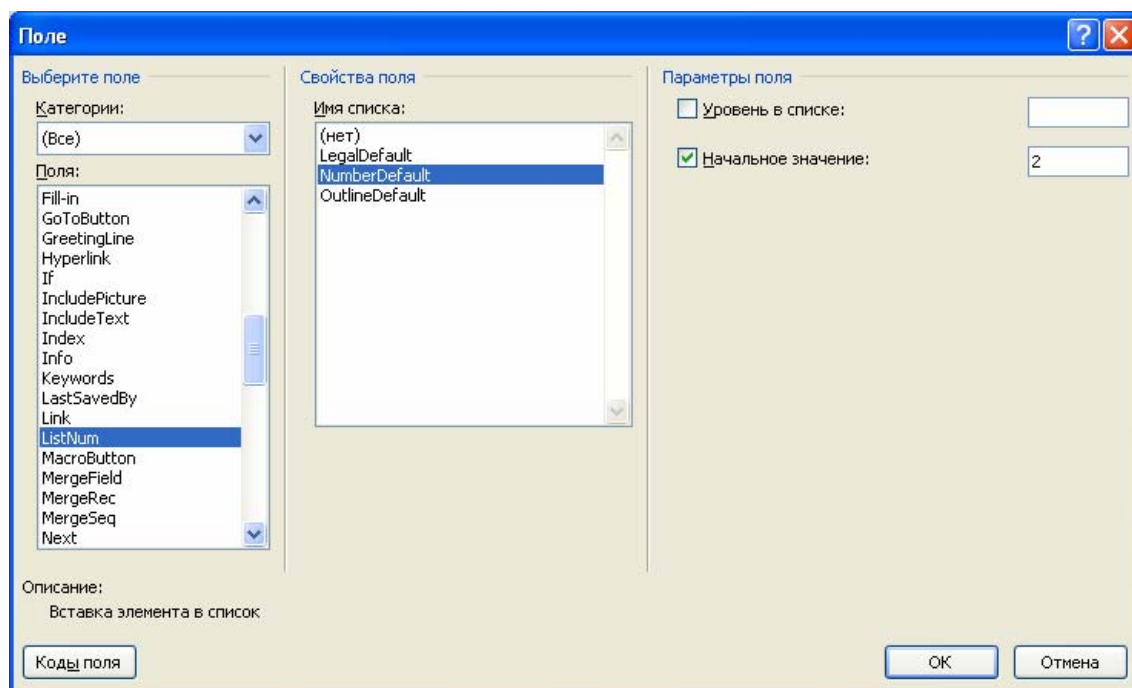 Поле
Выберите поле
Категории:
(Все)
Поля:
Fill-in
GoToButton
GreetingLine
Hyperlink
If
IncludePicture
IncludeText
Index
Info
Keywords
LastSavedBy
Link
ListNum
MacroButton
MergeField
MergeRec
MergeSeq
Next
Свойства поля
Имя списка:
(нет)
LegalDefault
NumberDefault
OutlineDefault
Параметры поля
Уровень в списке:
Начальное значение: 2
Описание:
Вставка элемента в список
Коды поля
ОК
Отмена